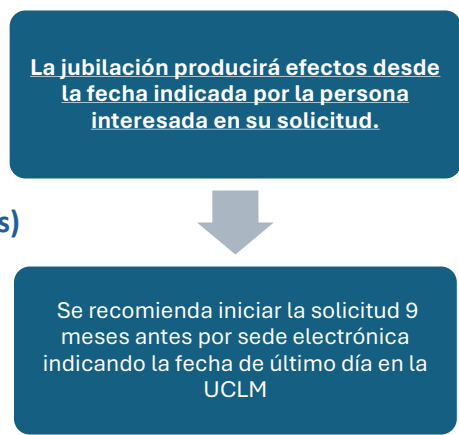 La jubilación producirá efectos desde
la fecha indicada por la persona
interesada en su solicitud.
s)
Se recomienda iniciar la solicitud 9
meses antes por sede electrónica
indicando la fecha de último día en la
UCLM